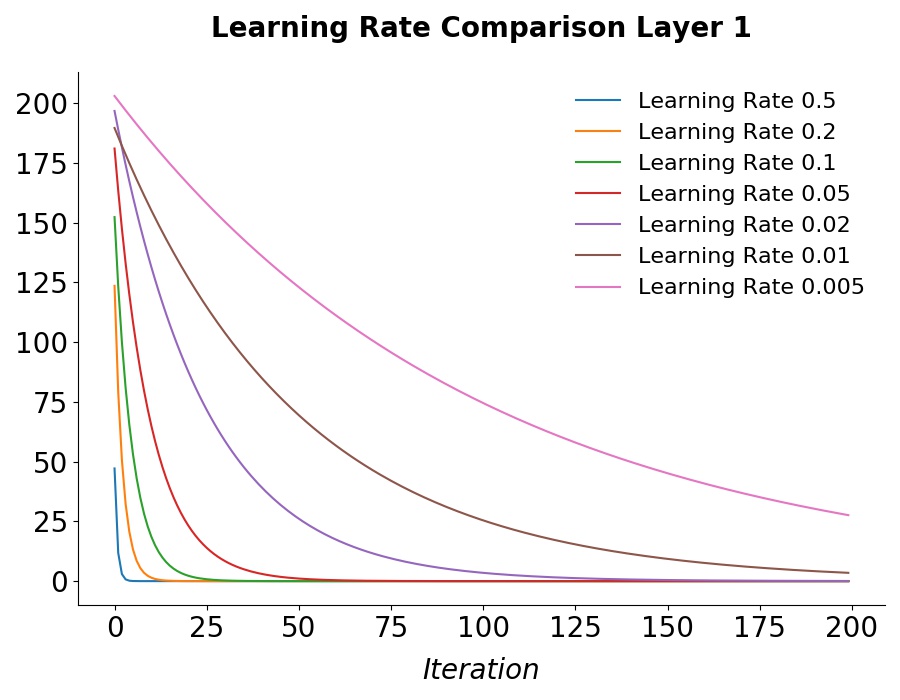 Learning Rate Comparison Layer 1
200
175
150
125
100
75
50
25
0
Learning Rate 0.5
Learning Rate 0.2
Learning Rate 0.1
Learning Rate 0.05
Learning Rate 0.02
Learning Rate 0.01
Learning Rate 0.005
0 25 50 75 100 125 150 175 200
Iteration